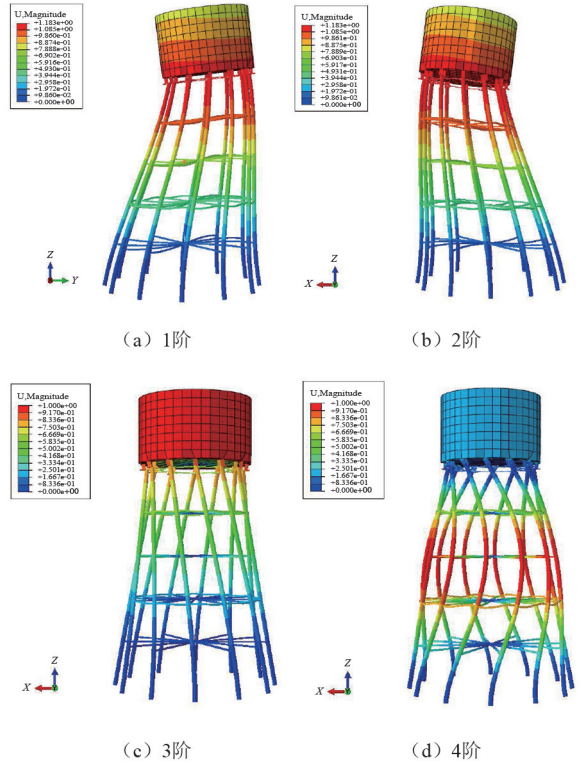 U,Magnitude
+1.183e+00
+1.085e+00
+9.860e-01
+8.874e-01
+7.888e-01
+6.902e-01
+5.916e-01
+4.930e-01
+3.944e-01
+2.958e-01
+1.972e-01
+9.860e-02
+0.000e+00
Z
Y
(a)1阶
U,Magnitude
+1.183e+00
+1.085e+00
+9.861e-01
+8.875e-01
+7.889e-01
+6.903e-01
+5.917e-01
+4.931e-01
+3.944e-01
+2.958e-01
+1.972e-01
+9.861e-02
+0.000e+00
Z
X
Y
(b)2阶
U,Magnitude
+1.000e+00
+9.170e-01
+8.336e-01
+7.503e-01
+6.669e-01
+5.835e-01
+5.002e-01
+4.168e-01
+3.334e-01
+2.501e-01
+1.667e-01
+8.336e-01
+0.000e+00
Z
X
Y
(c)3阶
U,Magnitude
+1.000e+00
+9.170e-01
+8.336e-01
+7.503e-01
+6.669e-01
+5.835e-01
+5.002e-01
+4.168e-01
+3.335e-01
+2.501e-01
+1.667e-01
+8.336e-01
+0.000e+00
Z
X
Y
(d)4阶